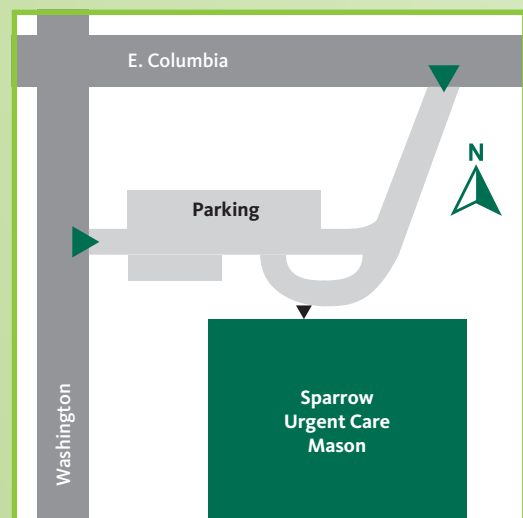 E. Columbia
N
Parking
Sparrow
Urgent Care
Mason
Washington